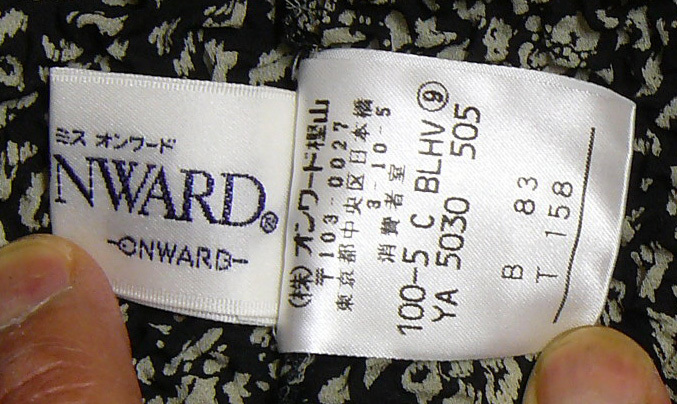 ミス オンワード
NWARD®
ONWARD
(株)オンワード樫山
〒103-0027
東京都中央区日本橋
3-10-5
消費者室
100-5 C BLHV ⑨
YA 5030 505
B 83
T 158